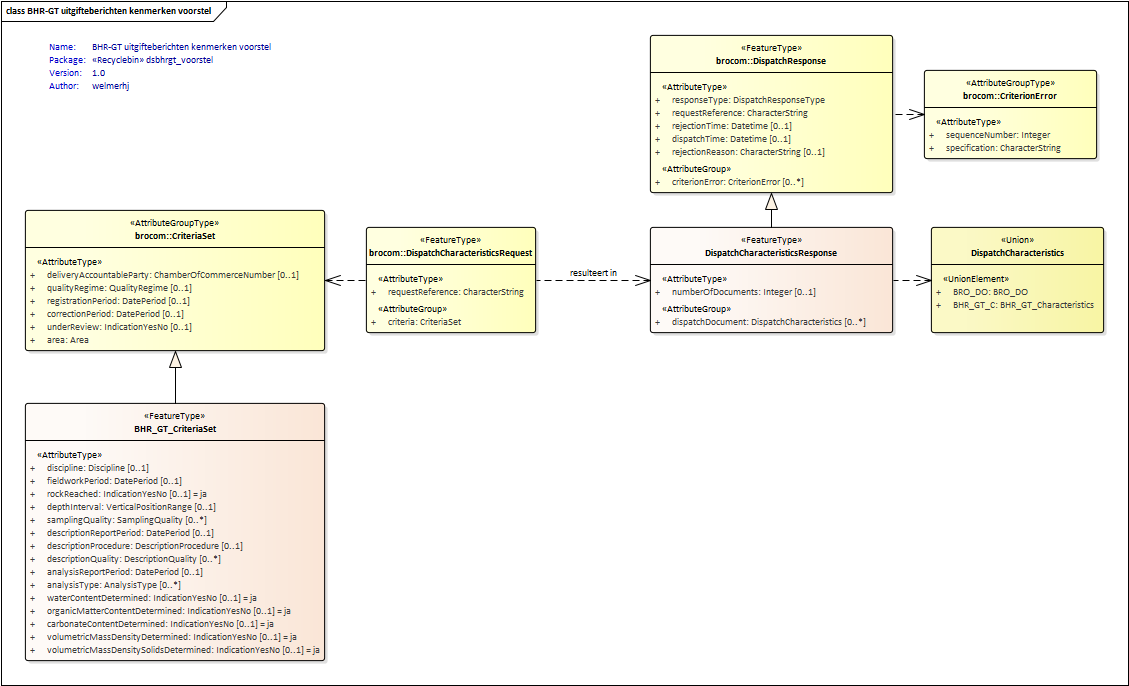 class BHR-GT uitgifteberichten kenmerken voorstel
Name: BHR-GT uitgifteberichten kenmerken voorstel
Package: «Recyclebin» dsbhrgt_voorstel
Version: 1.0
Author: welmerhj
«FeatureType»
brocom::DispatchResponse
«AttributeType»
+ responseType: DispatchResponseType
+ requestReference: CharacterString
+ rejectionTime: Datetime [0..1]
+ dispatchTime: Datetime [0..1]
+ rejectionReason: CharacterString [0..1]
«AttributeGroup»
+ criterionError: CriterionError [0..*]
«AttributeGroupType»
brocom::CriterionError
«AttributeType»
+ sequenceNumber: Integer
+ specification: CharacterString
«AttributeGroupType»
brocom::CriteriaSet
«AttributeType»
+ deliveryAccountableParty: ChamberOfCommerceNumber [0..1]
+ qualityRegime: QualityRegime [0..1]
+ registrationPeriod: DatePeriod [0..1]
+ correctionPeriod: DatePeriod [0..1]
+ underReview: IndicationYesNo [0..1]
+ area: Area
«FeatureType»
brocom::DispatchCharacteristicsRequest
«AttributeType»
+ requestReference: CharacterString
«AttributeGroup»
+ criteria: CriteriaSet
resulteert in
«FeatureType»
DispatchCharacteristicsResponse
«AttributeType»
+ numberOfDocuments: Integer [0..1]
«AttributeGroup»
+ dispatchDocument: DispatchCharacteristics [0..*]
«Union»
DispatchCharacteristics
«UnionElement»
+ BRO_DO: BRO_DO
+ BHR_GT_C: BHR_GT_Characteristics
«FeatureType»
BHR_GT_CriteriaSet
«AttributeType»
+ discipline: Discipline [0..1]
+ fieldworkPeriod: DatePeriod [0..1]
+ rockReached: IndicationYesNo [0..1] = ja
+ depthInterval: VerticalPositionRange [0..1]
+ samplingQuality: SamplingQuality [0..*]
+ descriptionReportPeriod: DatePeriod [0..1]
+ descriptionProcedure: DescriptionProcedure [0..1]
+ descriptionQuality: DescriptionQuality [0..*]
+ analysisReportPeriod: DatePeriod [0..1]
+ analysisType: AnalysisType [0..*]
+ waterContentDetermined: IndicationYesNo [0..1] = ja
+ organicMatterContentDetermined: IndicationYesNo [0..1] = ja
+ carbonateContentDetermined: IndicationYesNo [0..1] = ja
+ volumetricMassDensityDetermined: IndicationYesNo [0..1] = ja
+ volumetricMassDensitySolidsDetermined: IndicationYesNo [0..1] = ja